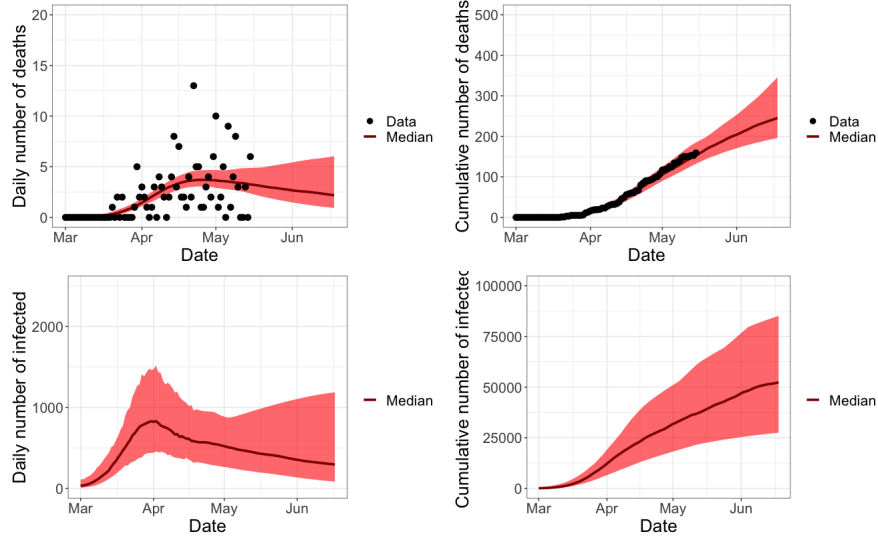 Daily number of deaths
20
15
10
5
0
Mar
Apr
May
Jun
Date
Data
Median
Cumulative number of deaths
500
400
300
200
100
0
Mar
Apr
May
Jun
Date
Data
Median
Daily number of infected
2000
1000
0
Mar
Apr
May
Jun
Date
Median
Cumulative number of infected
100000
75000
50000
25000
0
Mar
Apr
May
Jun
Date
Median